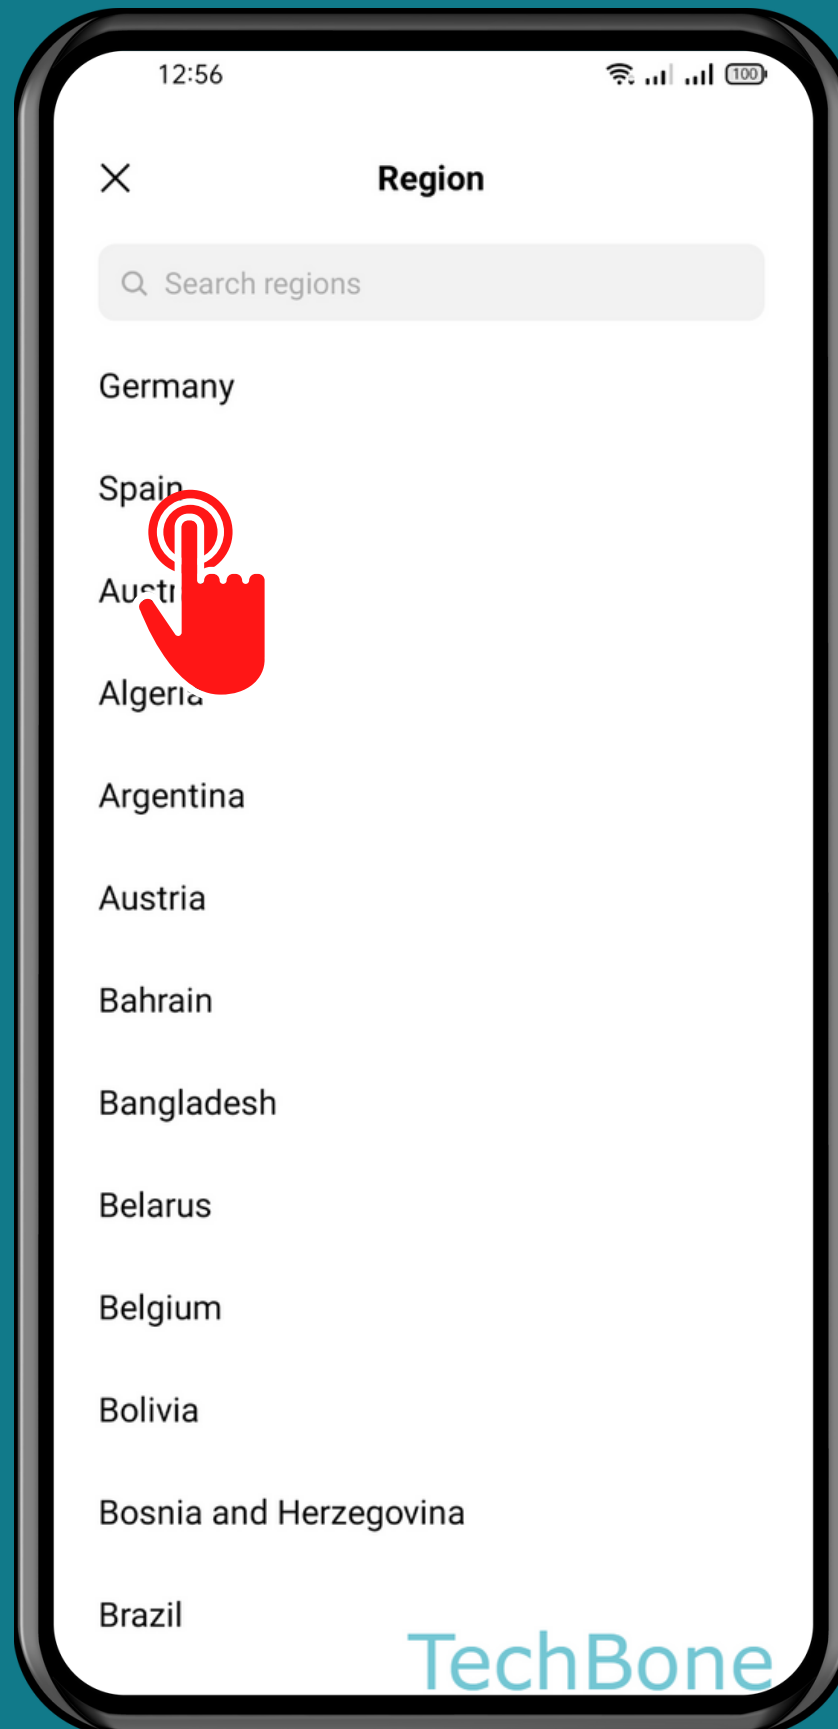 12:56
100
Region
Search regions
Germany
Spain
Algeria
Argentina
Austria
Bahrain
Bangladesh
Belarus
Belgium
Bolivia
Bosnia and Herzegovina
Brazil
TechBone